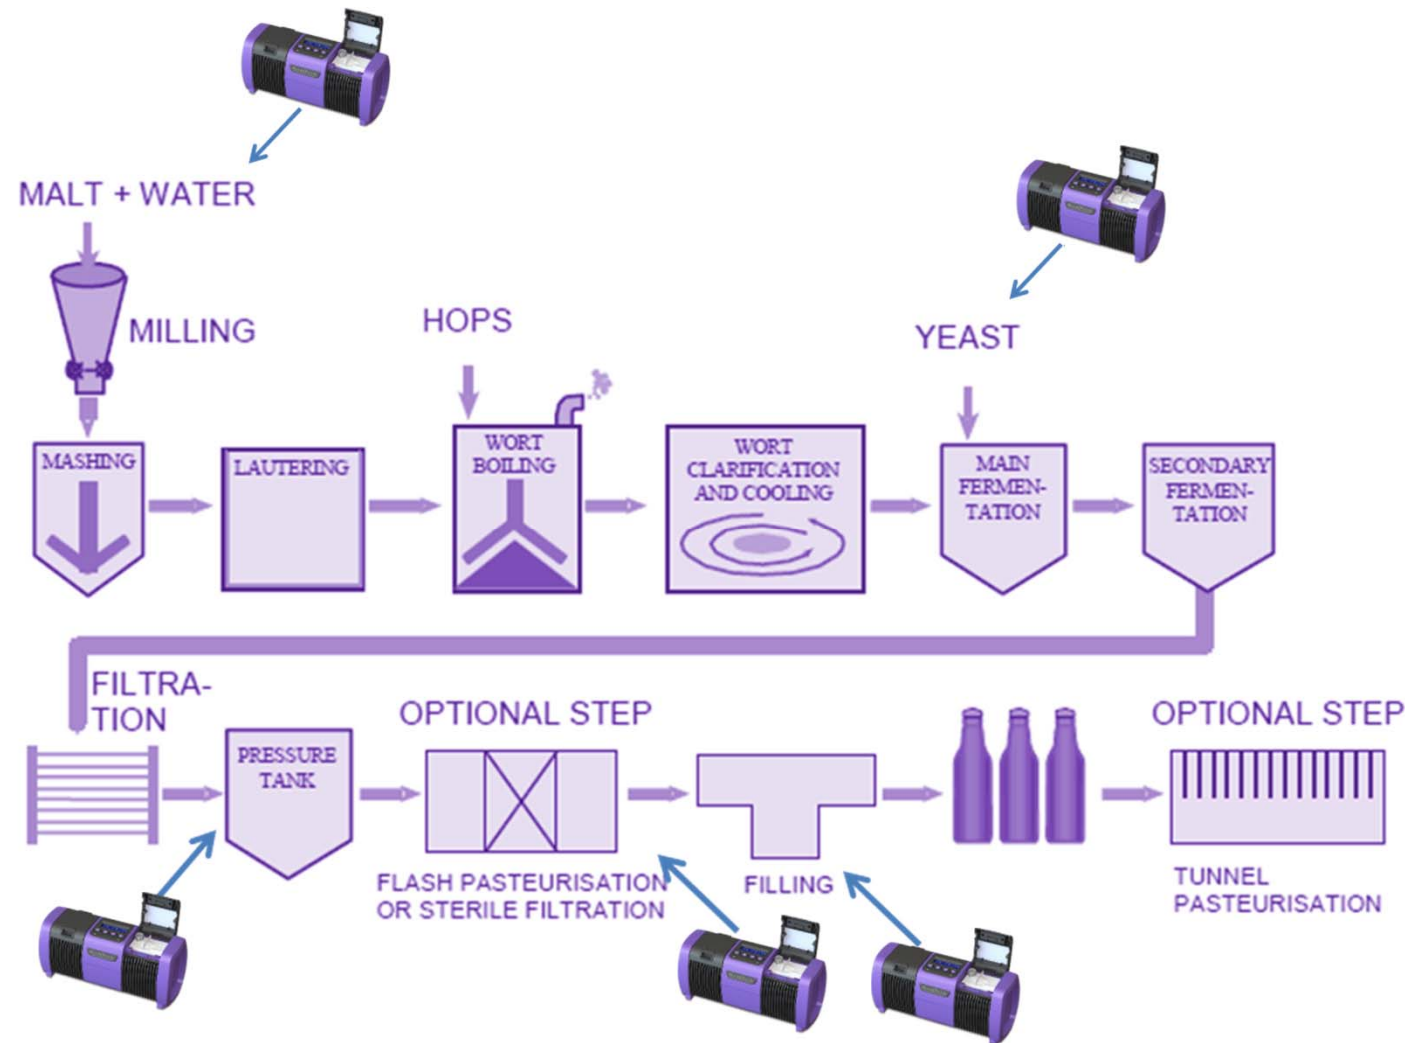 MALT + WATER
MILLING
HOPS
YEAST
MASHING
LAUTERING
WORT
BOILING
WORT
CLARIFICATION
AND COOLING
MAIN
FERMEN-
TATION
SECONDARY
FERMEN-
TATION
FILTRA-
TION
PRESSURE
TANK
OPTIONAL STEP
FLASH PASTEURISATION
OR STERILE FILTRATION
FILLING
OPTIONAL STEP
TUNNEL
PASTEURISATION